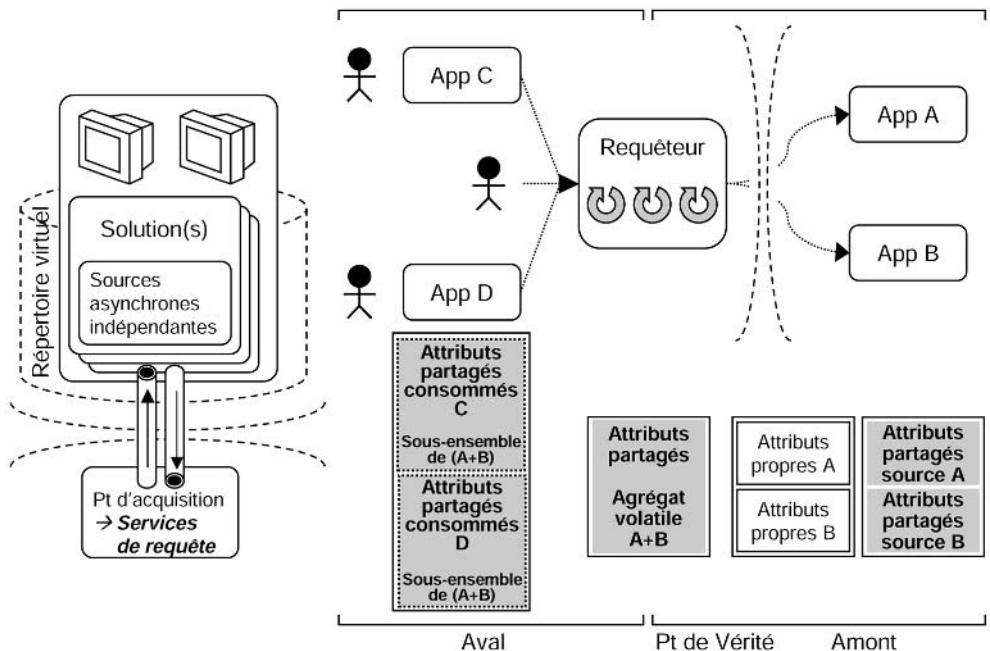 Répertoire virtuel
Solution(s)
Sources
asynchrones
indépendantes
Pt d'acquisition
→ Services
de requête
App C
App D
Requêteur
App A
App B
Attributs
partagés
consommés
C
Sous-ensemble
de (A+B)
Attributs
partagés
consommés
D
Sous-ensemble
de (A+B)
Attributs
partagés
Agrégat
volatile
A+B
Attributs
propres A
Attributs
propres B
Attributs
partagés
source A
Attributs
partagés
source B
Aval
Pt de Vérité
Amont